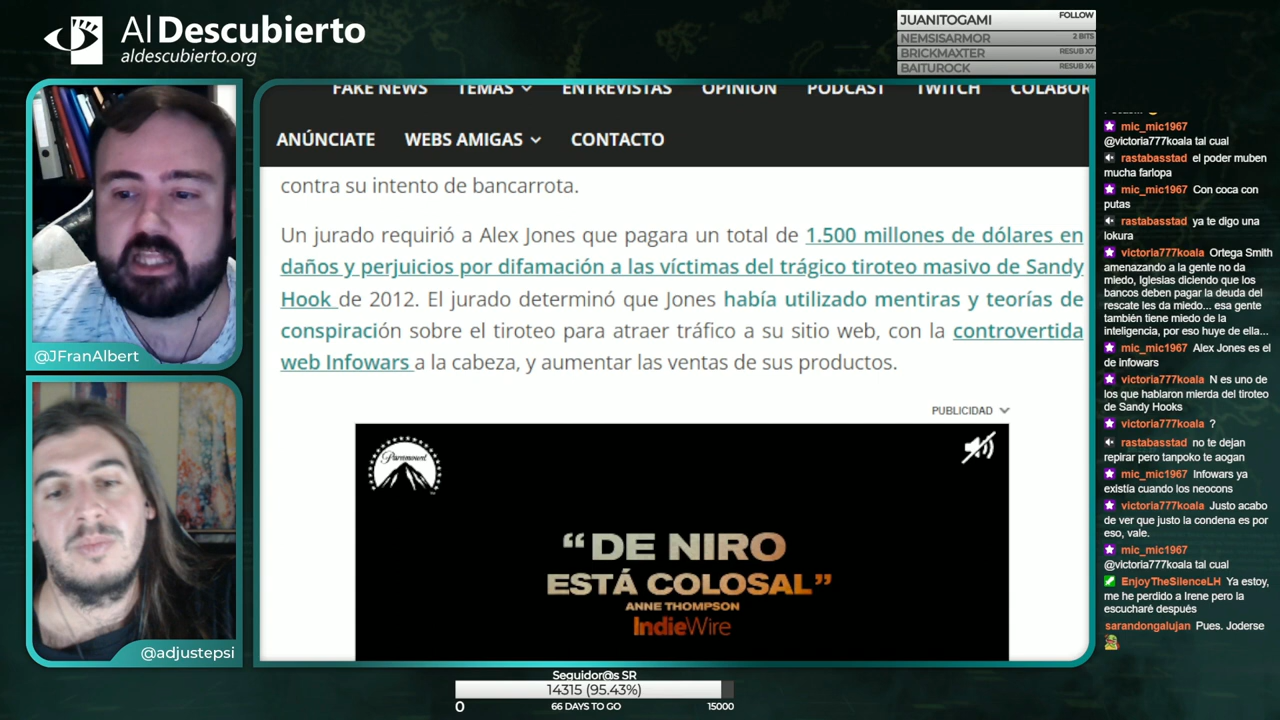 Al Descubierto
aldescubierto.org
JUANITOGAMI FOLLOW
NEMSISARMOR 2 BITS
BRICKMAXTER RESUB X7
BAITUROCK RESUB X4
@JFranAlbert
@adjustepsi
FAKE NEWS TEMAS ENTREVISTAS OPINIÓN PODCAST TWITCH COLABOR
ANÚNCIATE WEBS AMIGAS CONTACTO
contra su intento de bancarrota.
Un jurado requirió a Alex Jones que pagara un total de 1.500 millones de dólares en
daños y perjuicios por difamación a las víctimas del trágico tiroteo masivo de Sandy
Hook de 2012. El jurado determinó que Jones había utilizado mentiras y teorías de
conspiración sobre el tiroteo para atraer tráfico a su sitio web, con la controvertida
web Infowars a la cabeza, y aumentar las ventas de sus productos.
PUBLICIDAD
Paramount
“DE NIRO
ESTÁ COLOSAL”
ANNE THOMPSON
IndieWire
mic_mic1967
@victoria777koala tal cual
rastabasstad el poder muben
mucha farlopa
mic_mic1967 Con coca con
putas
rastabasstad ya te digo una
lokura
victoria777koala Ortega Smith
amenazando a la gente no da
miedo, Iglesias diciendo que los
bancos deben pagar la deuda del
rescate les da miedo... esa gente
también tiene miedo de la
inteligencia, por eso huye de ella...
mic_mic1967 Alex Jones es el
de infowars
victoria777koala N es uno de
los que hablaron mierda del tiroteo
de Sandy Hooks
victoria777koala ?
rastabasstad no te dejan
repirar pero tanpoko te aogan
mic_mic1967 Infowars ya
existía cuando los neocons
victoria777koala Justo acabo
de ver que justo la condena es por
eso, vale.
mic_mic1967
@victoria777koala tal cual
EnjoyTheSilenceLH Ya estoy,
me he perdido a Irene pero la
escucharé después
sarandongalujan Pues. Joderse
Seguidor@s SR
14315 (95.43%)
0 66 DAYS TO GO 15000